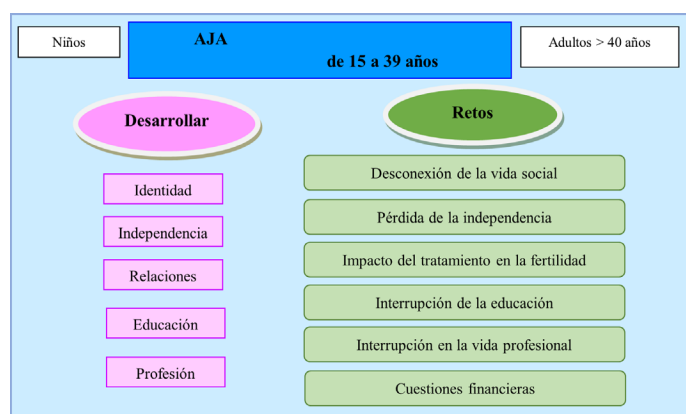 Niños
AJA
de 15 a 39 años
Adultos > 40 años
Desarrollar
Identidad
Independencia
Relaciones
Educación
Profesión
Retos
Desconexión de la vida social
Pérdida de la independencia
Impacto del tratamiento en la fertilidad
Interrupción de la educación
Interrupción en la vida profesional
Cuestiones financieras